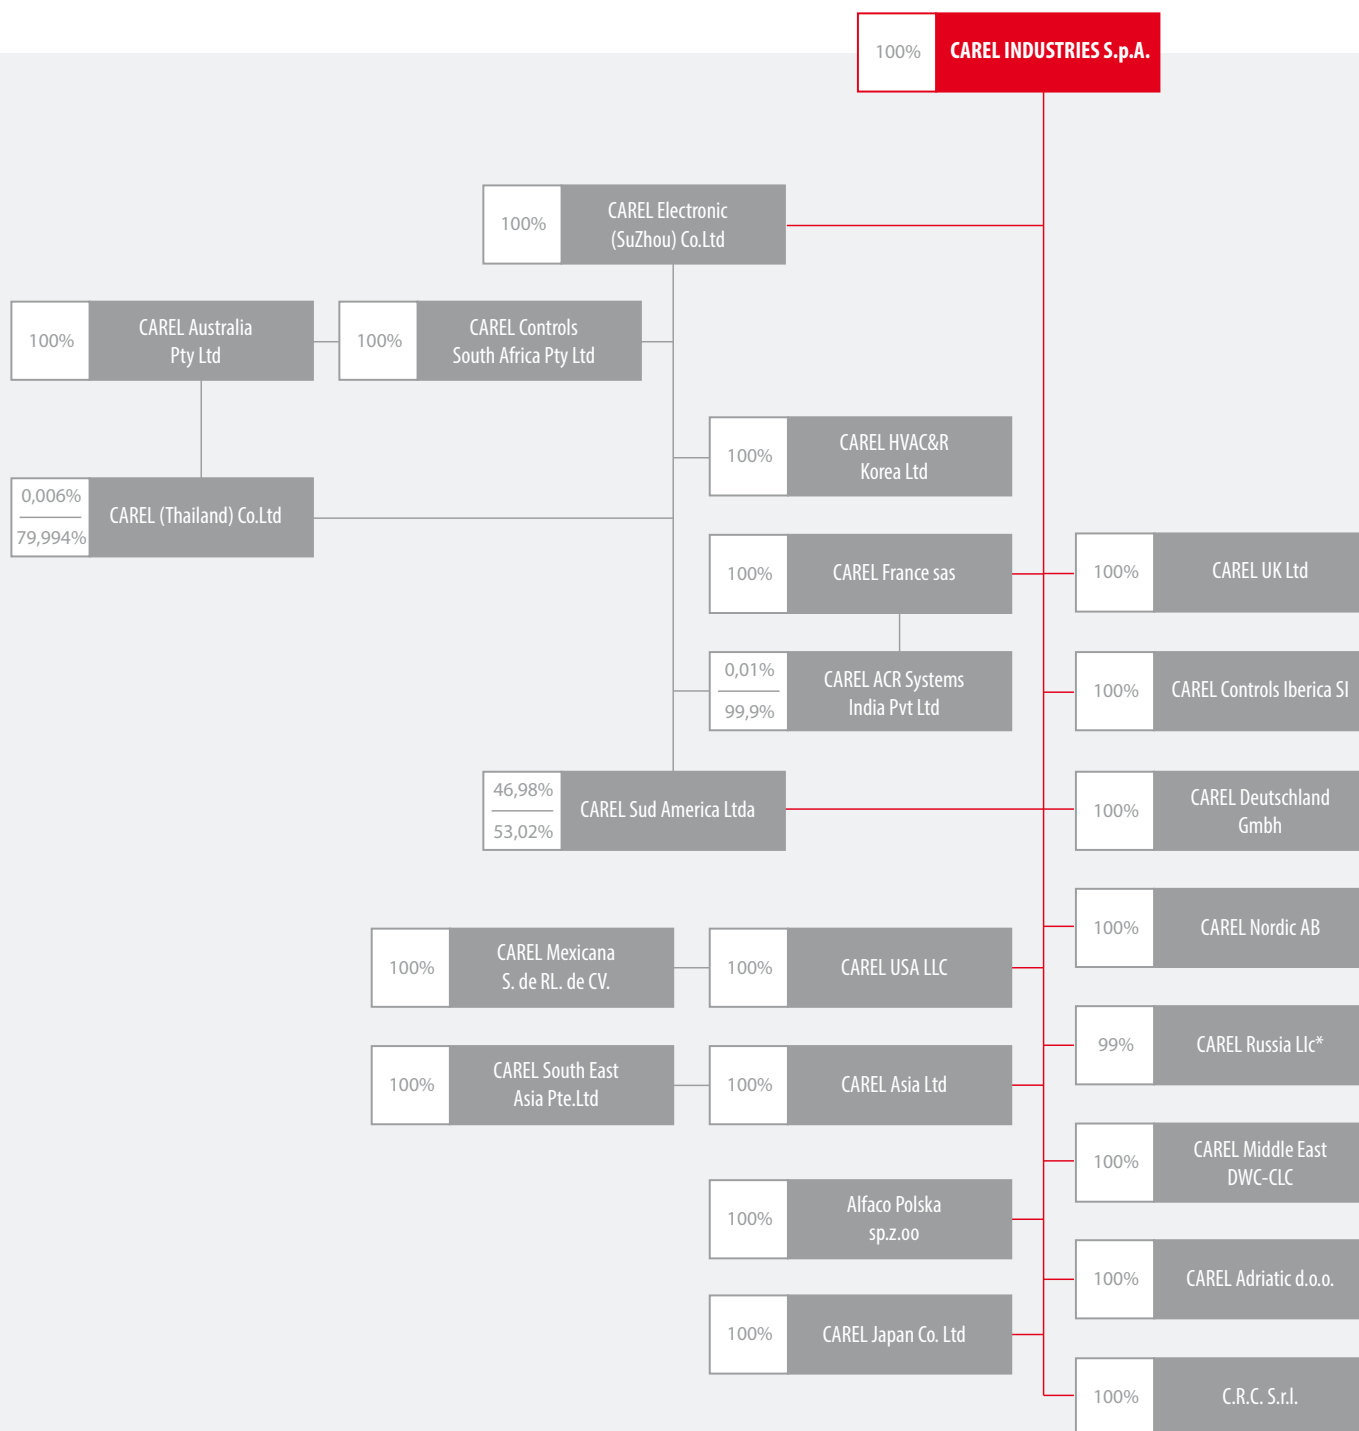 100%
CAREL INDUSTRIES S.p.A.
100%
CAREL Electronic
(SuZhou) Co.Ltd
100%
CAREL Australia
Pty Ltd
100%
CAREL Controls
South Africa Pty Ltd
100%
CAREL HVAC&R
Korea Ltd
0,006%
79,994%
CAREL (Thailand) Co.Ltd
100%
CAREL France sas
100%
CAREL UK Ltd
0,01%
99,9%
CAREL ACR Systems
India Pvt Ltd
100%
CAREL Controls Iberica Sl
46,98%
53,02%
CAREL Sud America Ltda
100%
CAREL Deutschland
Gmbh
100%
CAREL Nordic AB
100%
CAREL Mexicana
S. de RL. de CV.
100%
CAREL USA LLC
99%
CAREL Russia Llc*
100%
CAREL South East
Asia Pte.Ltd
100%
CAREL Asia Ltd
100%
CAREL Middle East
DWC-CLC
100%
Alfaco Polska
sp.z.oo
100%
CAREL Adriatic d.o.o.
100%
CAREL Japan Co. Ltd
100%
C.R.C. S.r.l.